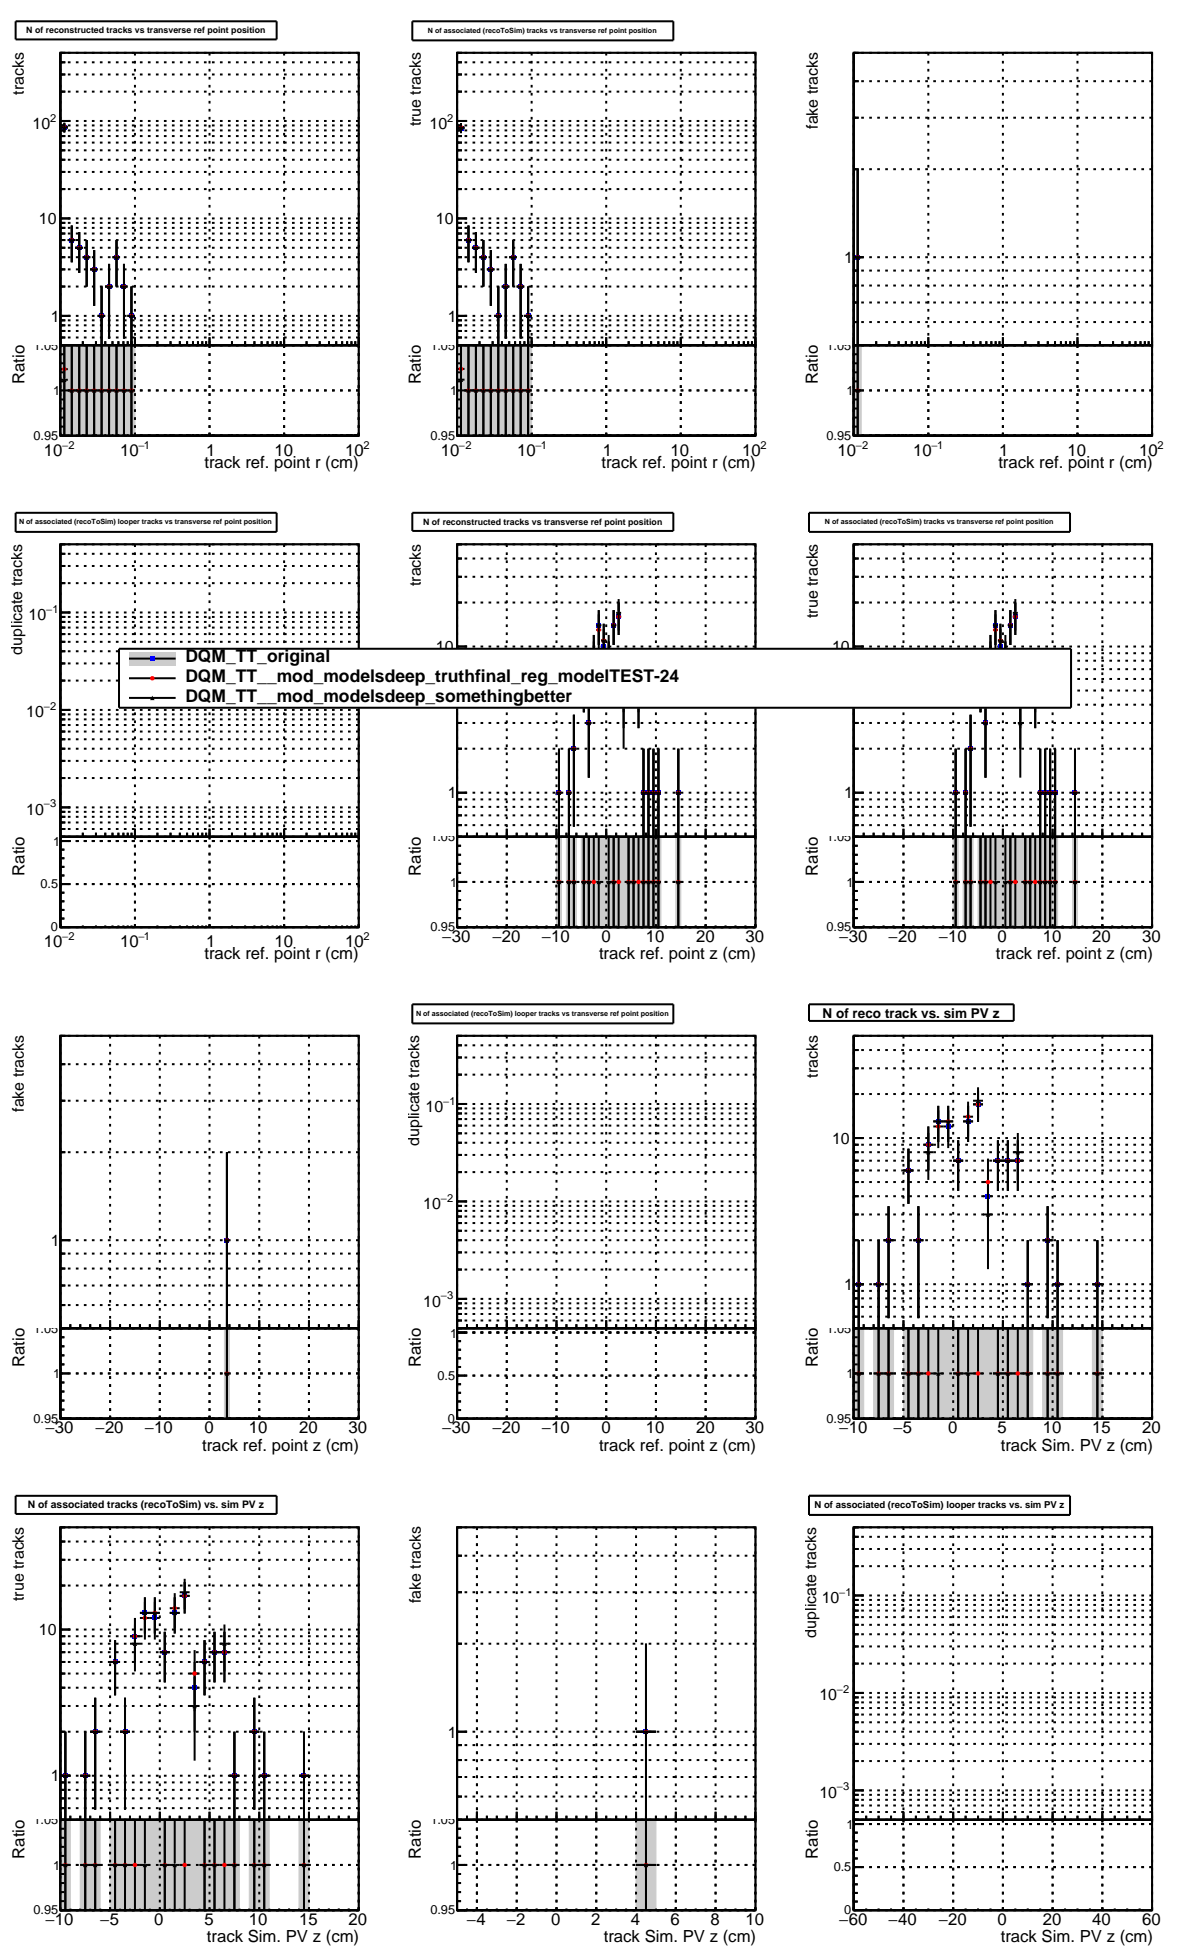 N of reconstructed tracks vs transverse ref point position
tracks
10²
10
1
Ratio
1.05
1
0.95
10⁻² 10⁻¹ 1 10 10²
track ref. point r (cm)
N of associated (recoToSim) tracks vs transverse ref point position
true tracks
10²
10
1
Ratio
1.05
1
0.95
10⁻² 10⁻¹ 1 10 10²
track ref. point r (cm)
fake tracks
1
Ratio
1.05
1
0.95
10⁻² 10⁻¹ 1 10 10²
track ref. point r (cm)
N of associated (recoToSim) looper tracks vs transverse ref point position
duplicate tracks
10⁻¹
10⁻²
10⁻³
Ratio
1
0.5
0
10⁻² 10⁻¹ 1 10 10²
track ref. point r (cm)
N of reconstructed tracks vs transverse ref point position
tracks
10
1
Ratio
1.05
1
0.95
−30 −20 −10 0 10 20 30
track ref. point z (cm)
N of associated (recoToSim) tracks vs transverse ref point position
true tracks
10
1
Ratio
1.05
1
0.95
−30 −20 −10 0 10 20 30
track ref. point z (cm)
DQM_TT_original
DQM_TT__mod_modelsdeep_truthfinal_reg_modelTEST-24
DQM_TT__mod_modelsdeep_somethingbetter
fake tracks
1
Ratio
1.05
1
0.95
−30 −20 −10 0 10 20 30
track ref. point z (cm)
N of associated (recoToSim) looper tracks vs transverse ref point position
duplicate tracks
10⁻¹
10⁻²
10⁻³
Ratio
1
0.5
0
−30 −20 −10 0 10 20 30
track ref. point z (cm)
N of reco track vs. sim PV z
tracks
10
1
Ratio
1.05
1
0.95
−10 −5 0 5 10 15 20
track Sim. PV z (cm)
N of associated tracks (recoToSim) vs. sim PV z
true tracks
10
1
Ratio
1.05
1
0.95
−10 −5 0 5 10 15 20
track Sim. PV z (cm)
fake tracks
1
Ratio
1.05
1
0.95
−4 −2 0 2 4 6 8 10
track Sim. PV z (cm)
N of associated (recoToSim) looper tracks vs. sim PV z
duplicate tracks
10⁻¹
10⁻²
10⁻³
Ratio
1
0.5
0
−60 −40 −20 0 20 40 60
track Sim. PV z (cm)